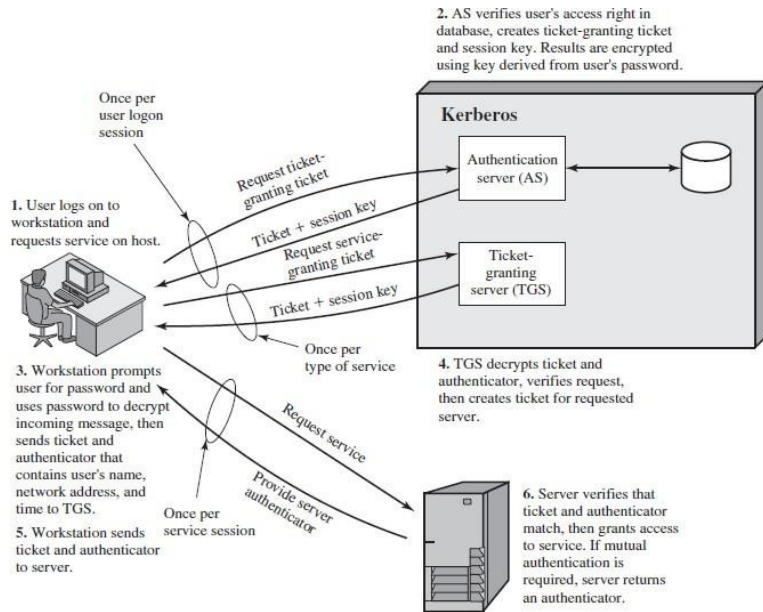 2. AS verifies user's access right in
database, creates ticket-granting ticket
and session key. Results are encrypted
using key derived from user's password.
Once per
user logon
session
Kerberos
Request ticket-
granting ticket
Authentication
server (AS)
1. User logs on to
workstation and
requests service on host.
Ticket + session key
Request service-
granting ticket
Ticket-
granting
server (TGS)
Ticket + session key
Once per
type of service
3. Workstation prompts
user for password and
uses password to decrypt
incoming message, then
sends ticket and
authenticator that
contains user's name,
network address, and
time to TGS.
4. TGS decrypts ticket and
authenticator, verifies request,
then creates ticket for requested
server.
Request service
Provide server
authenticator
Once per
service session
5. Workstation sends
ticket and authenticator
to server.
6. Server verifies that
ticket and authenticator
match, then grants access
to service. If mutual
authentication is
required, server returns
an authenticator.